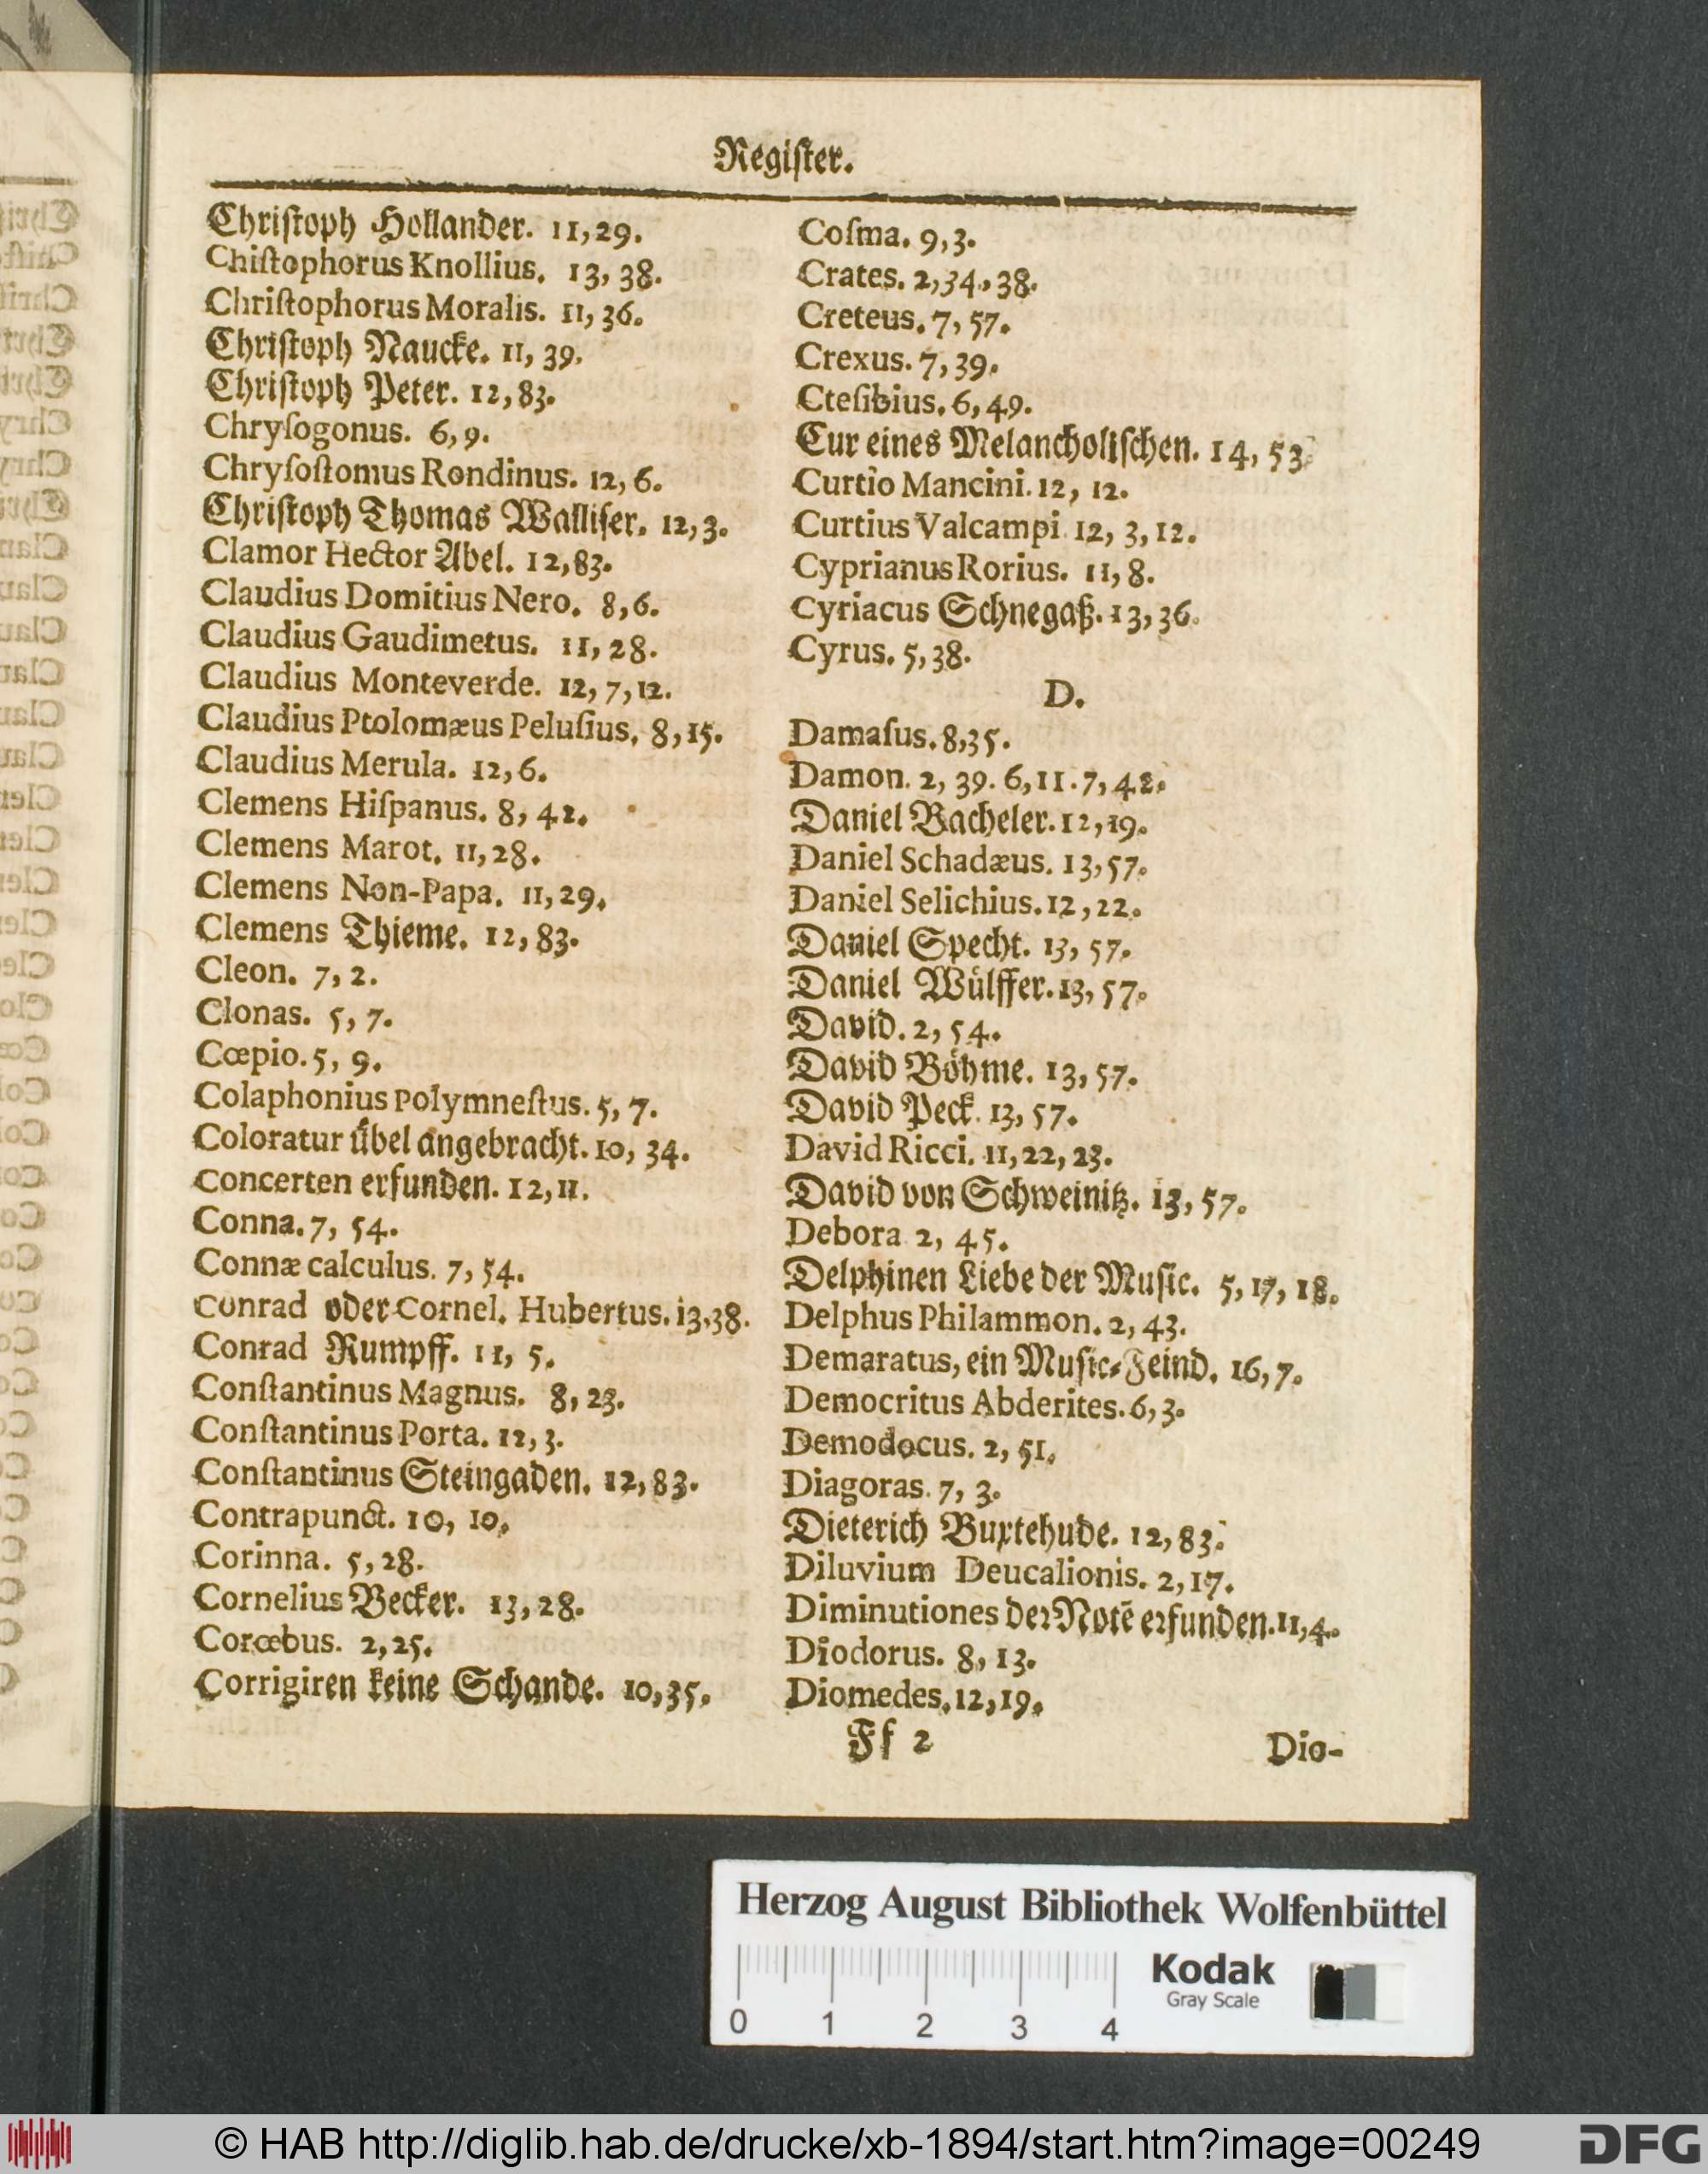 Regiſter.
Chriſtoph Hollander. 11,29.
Chiſtophorus Knollius. 13, 38.
Chriſtophorus Moralis. 11, 36.
Chriſtoph Naucke. 11, 39.
Chriſtoph Peter. 12,83.
Chryſogonus. 6,9.
Chryſoſtomus Rondinus. 12, 6.
Chriſtoph Thomas Walliſer. 12,3.
Clamor Hector Abel. 12,83.
Claudius Domitius Nero. 8,6.
Claudius Gaudimetus. 11, 28.
Claudius Monteverde. 12, 7,12.
Claudius Ptolomæus Peluſius. 8,15.
Claudius Merula. 12,6.
Clemens Hiſpanus. 8, 42.
Clemens Marot. 11,28.
Clemens Non-Papa. 11,29.
Clemens Thieme. 12,83.
Cleon. 7, 2.
Clonas. 5, 7.
Cœpio. 5, 9.
Colaphonius Polymneſtus. 5, 7.
Coloratur übel angebracht. 10, 34.
Concerten erfunden. 12,11.
Conna. 7, 54.
Connæ calculus. 7, 54.
Conrad oder Cornel. Hubertus. 13,38.
Conrad Rumpff. 11, 5.
Conſtantinus Magnus. 8, 23.
Conſtantinus Porta. 12, 3.
Conſtantinus Steingaden. 12,83.
Contrapunct. 10, 10.
Corinna. 5, 28.
Cornelius Becker. 13, 28.
Corœbus. 2,25.
Corrigiren keine Schande. 10,35.
Coſma. 9,3.
Crates. 2,34.,38.
Creteus. 7, 57.
Crexus. 7, 39.
Cteſibius. 6, 49.
Cur eines Melancholiſchen. 14, 53.
Curtio Mancini. 12, 12.
Curtius Valcampi. 12, 3, 12.
Cyprianus Rorius. 11, 8.
Cyriacus Schnegaß. 13, 36.
Cyrus. 5, 38.
D.
Damaſus. 8,35.
Damon. 2, 39. 6,11. 7, 42.
Daniel Bacheler. 12,19.
Daniel Schadæus. 13,57.
Daniel Selichius. 12,22.
Daniel Specht. 13, 57.
Daniel Wülffer. 13, 57.
David. 2, 54.
David Böhme. 13, 57.
David Peck. 13, 57.
David Ricci. 11, 22, 23.
David von Schweinitz. 13, 57.
Debora 2, 45.
Delphinen Liebe der Muſic. 5, 17, 18.
Delphus Philammon. 2, 43.
Demaratus, ein Muſic-Feind. 16, 7.
Democritus Abderites. 6, 3.
Demodocus. 2, 51.
Diagoras. 7, 3.
Dieterich Buxtehude. 12, 83.
Diluvium Deucalionis. 2,17.
Diminutiones der Notē erfunden. 11,4.
Diodorus. 8, 13.
Diomedes. 12,19.
Ff 2
Dio-
Herzog August Bibliothek Wolfenbüttel
0 1 2 3 4
Kodak
Gray Scale
© HAB http://diglib.hab.de/drucke/xb-1894/start.htm?image=00249
DFG